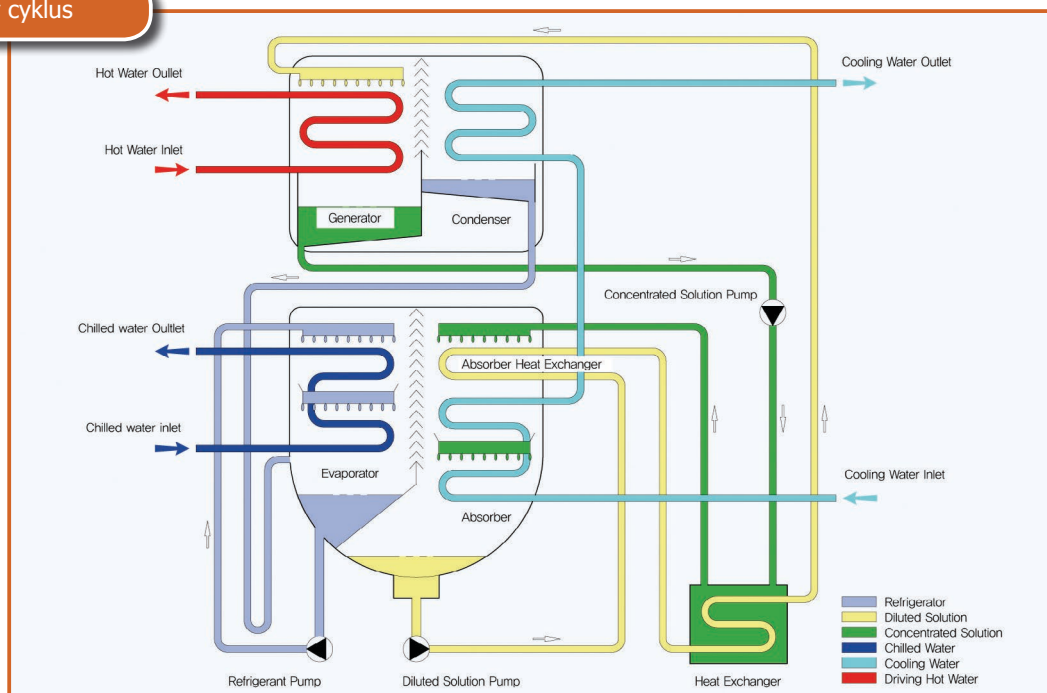 cyklus
Hot Water Outlet
Cooling Water Outlet
Hot Water Inlet
Generator
Condenser
Concentrated Solution Pump
Chilled water Oultlet
Absorber Heat Exchanger
Chilled water inlet
Evaporator
Cooling Water Inlet
Absorber
Refrigerator
Diluted Solution
Concentrated Solution
Chilled Water
Cooling Water
Driving Hot Water
Refrigerant Pump
Diluted Solution Pump
Heat Exchanger